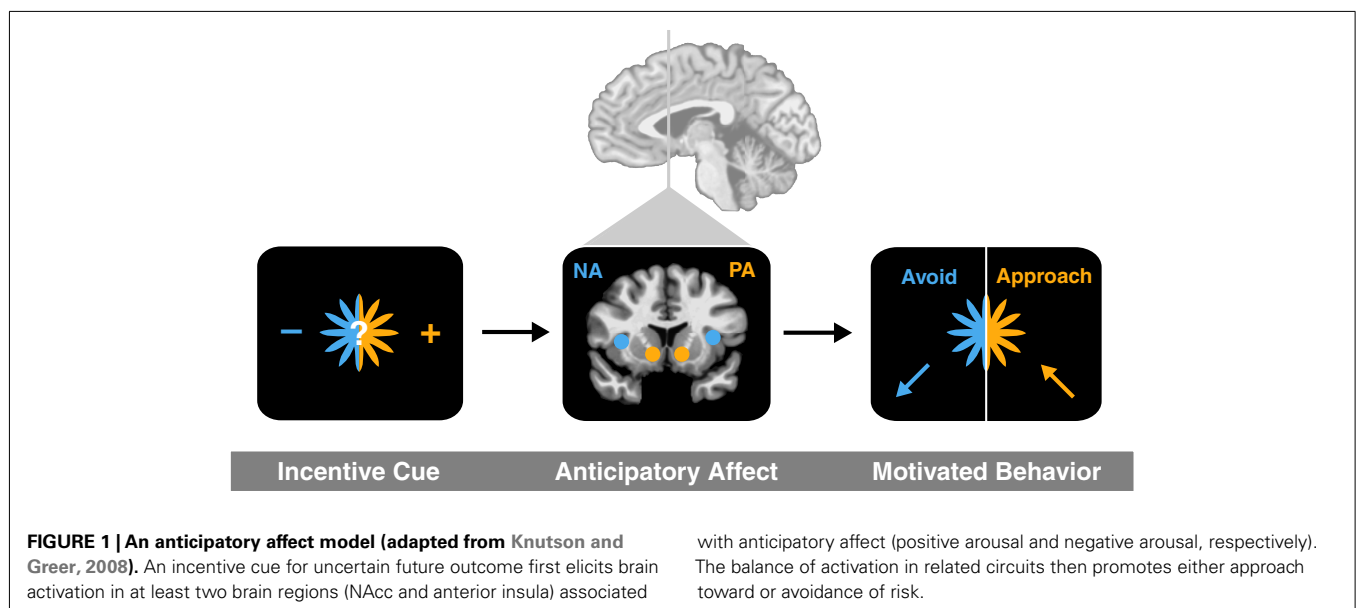 NA PA
Avoid Approach
− ? +
Incentive Cue Anticipatory Affect Motivated Behavior
FIGURE 1 | An anticipatory affect model (adapted from Knutson and
Greer, 2008). An incentive cue for uncertain future outcome first elicits brain
activation in at least two brain regions (NAcc and anterior insula) associated
with anticipatory affect (positive arousal and negative arousal, respectively).
The balance of activation in related circuits then promotes either approach
toward or avoidance of risk.